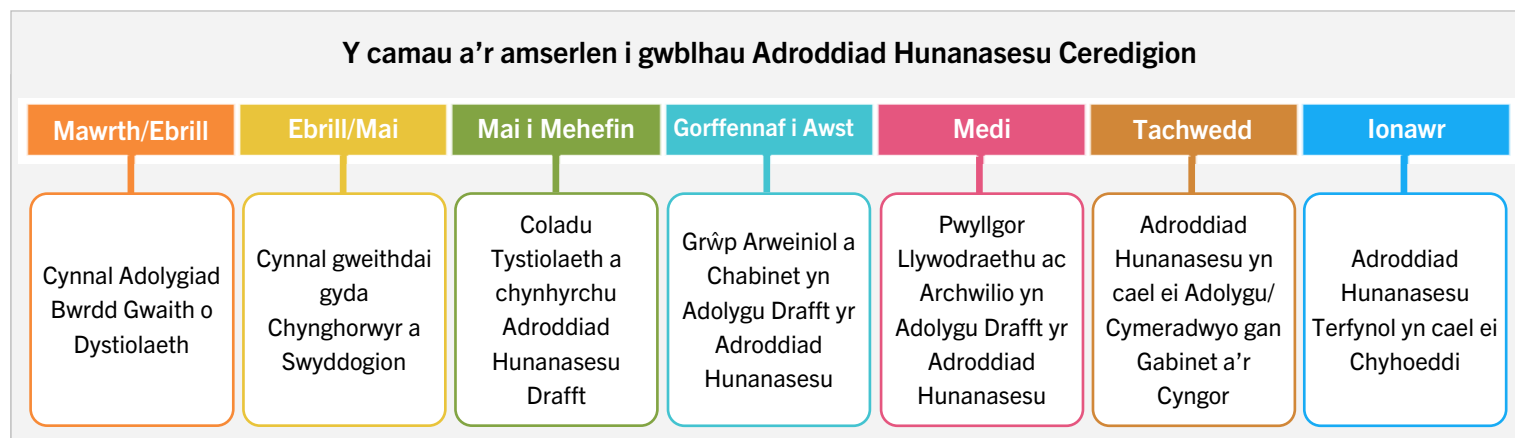 Y camau a'r amserlen i gwblhau Adroddiad Hunanasesu Ceredigion
Mawrth/Ebrill
Cynnal Adolygiad
Bwrdd Gwaith o
Dystiolaeth
Ebrill/Mai
Cynnal gweithdai
gyda
Chynghorwyr a
Swyddogion
Mai i Mehefin
Coladu
Tystiolaeth a
chynhyrchu
Adroddiad
Hunanasesu
Drafft
Gorffennaf i Awst
Grŵp Arweiniol a
Chabinet yn
Adolygu Drafft yr
Adroddiad
Hunanasesu
Medi
Pwyllgor
Llywodraethu ac
Archwilio yn
Adolygu Drafft yr
Adroddiad
Hunanasesu
Tachwedd
Adroddiad
Hunanasesu yn
cael ei Adolygu/
Cymeradwyo gan
Gabinet a'r
Cyngor
Ionawr
Adroddiad
Hunanasesu
Terfynol yn cael ei
Chyhoeddi